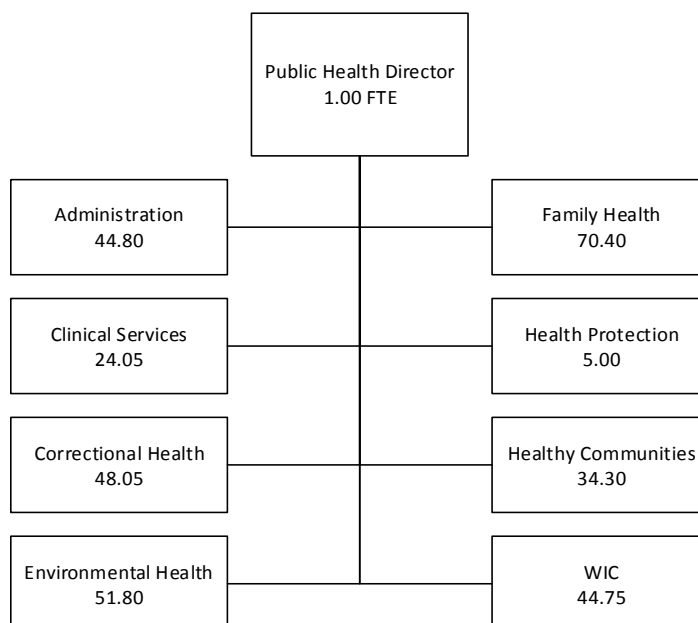 Public Health Director
1.00 FTE
Administration
44.80
Family Health
70.40
Clinical Services
24.05
Health Protection
5.00
Correctional Health
48.05
Healthy Communities
34.30
Environmental Health
51.80
WIC
44.75